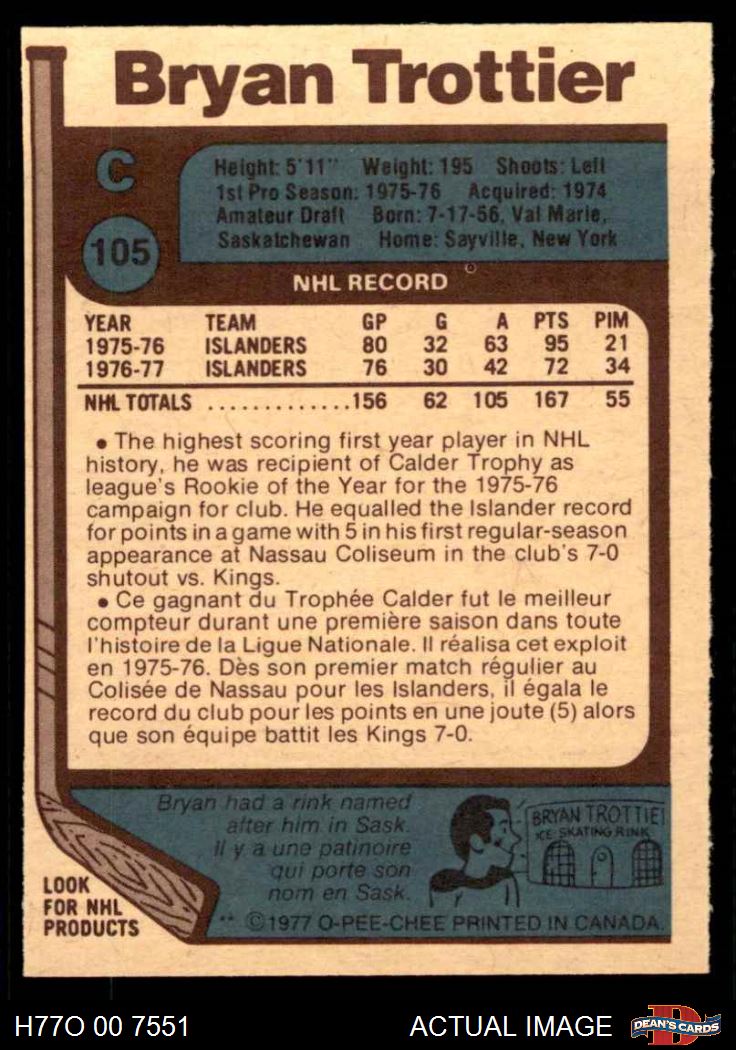 Bryan Trottier
C
105
Height: 5'11" Weight: 195 Shoots: Left
1st Pro Season: 1975-76 Acquired: 1974
Amateur Draft Born: 7-17-56, Val Marie,
Saskatchewan Home: Sayville, New York
NHL RECORD
YEAR TEAM GP G A PTS PIM
1975-76 ISLANDERS 80 32 63 95 21
1976-77 ISLANDERS 76 30 42 72 34
NHL TOTALS .............156 62 105 167 55
• The highest scoring first year player in NHL
history, he was recipient of Calder Trophy as
league's Rookie of the Year for the 1975-76
campaign for club. He equalled the Islander record
for points in a game with 5 in his first regular-season
appearance at Nassau Coliseum in the club's 7-0
shutout vs. Kings.
• Ce gagnant du Trophée Calder fut le meilleur
compteur durant une première saison dans toute
l'histoire de la Ligue Nationale. Il réalisa cet exploit
en 1975-76. Dès son premier match régulier au
Colisée de Nassau pour les Islanders, il égala le
record du club pour les points en une joute (5) alors
que son équipe battit les Kings 7-0.
Bryan had a rink named
after him in Sask.
Il y a une patinoire
qui porte son
nom en Sask.
BRYAN TROTTIER
ICE SKATING RINK
LOOK
FOR NHL
PRODUCTS
** ©1977 O-PEE-CHEE PRINTED IN CANADA.
H77O 00 7551 ACTUAL IMAGE DEAN'S CARDS